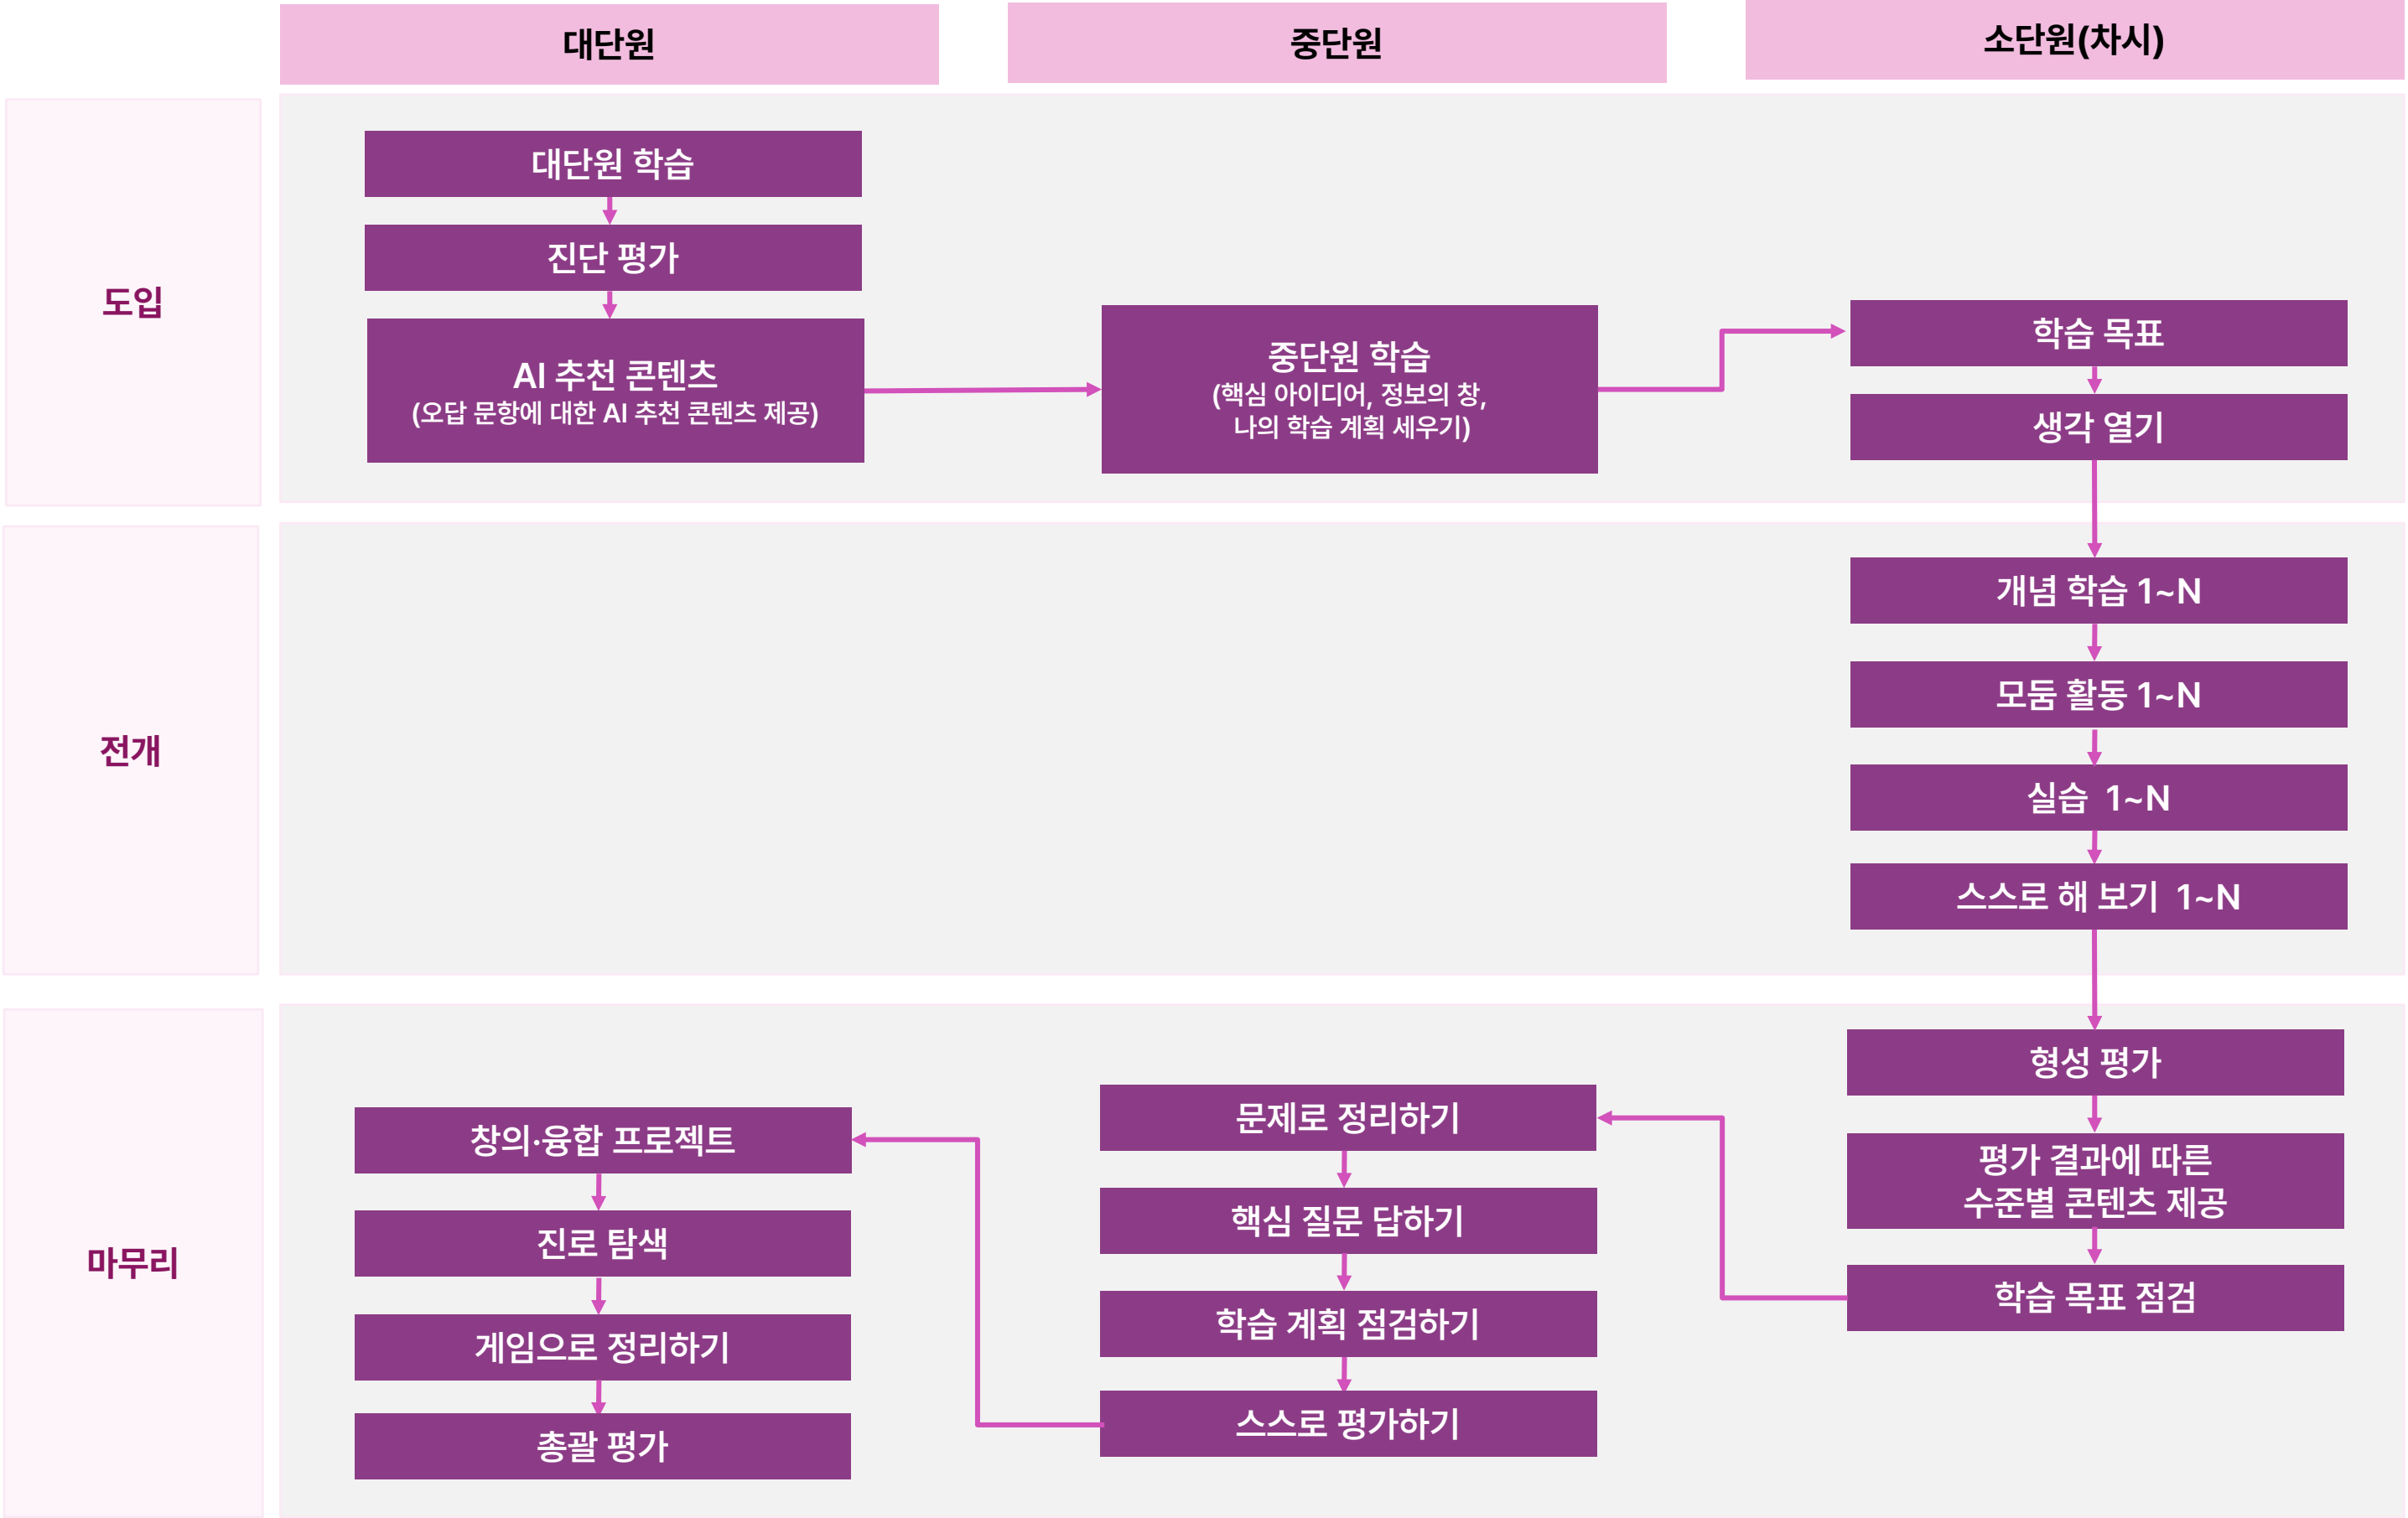 대단원
중단원
소단원(차시)
도입
대단원 학습
진단 평가
AI 추천 콘텐츠
(오답 문항에 대한 AI 추천 콘텐츠 제공)
중단원 학습
(핵심 아이디어, 정보의 창,
나의 학습 계획 세우기)
학습 목표
생각 열기
전개
개념 학습 1~N
모둠 활동 1~N
실습 1~N
스스로 해 보기 1~N
마무리
형성 평가
평가 결과에 따른
수준별 콘텐츠 제공
학습 목표 점검
문제로 정리하기
핵심 질문 답하기
학습 계획 점검하기
스스로 평가하기
창의·융합 프로젝트
진로 탐색
게임으로 정리하기
총괄 평가